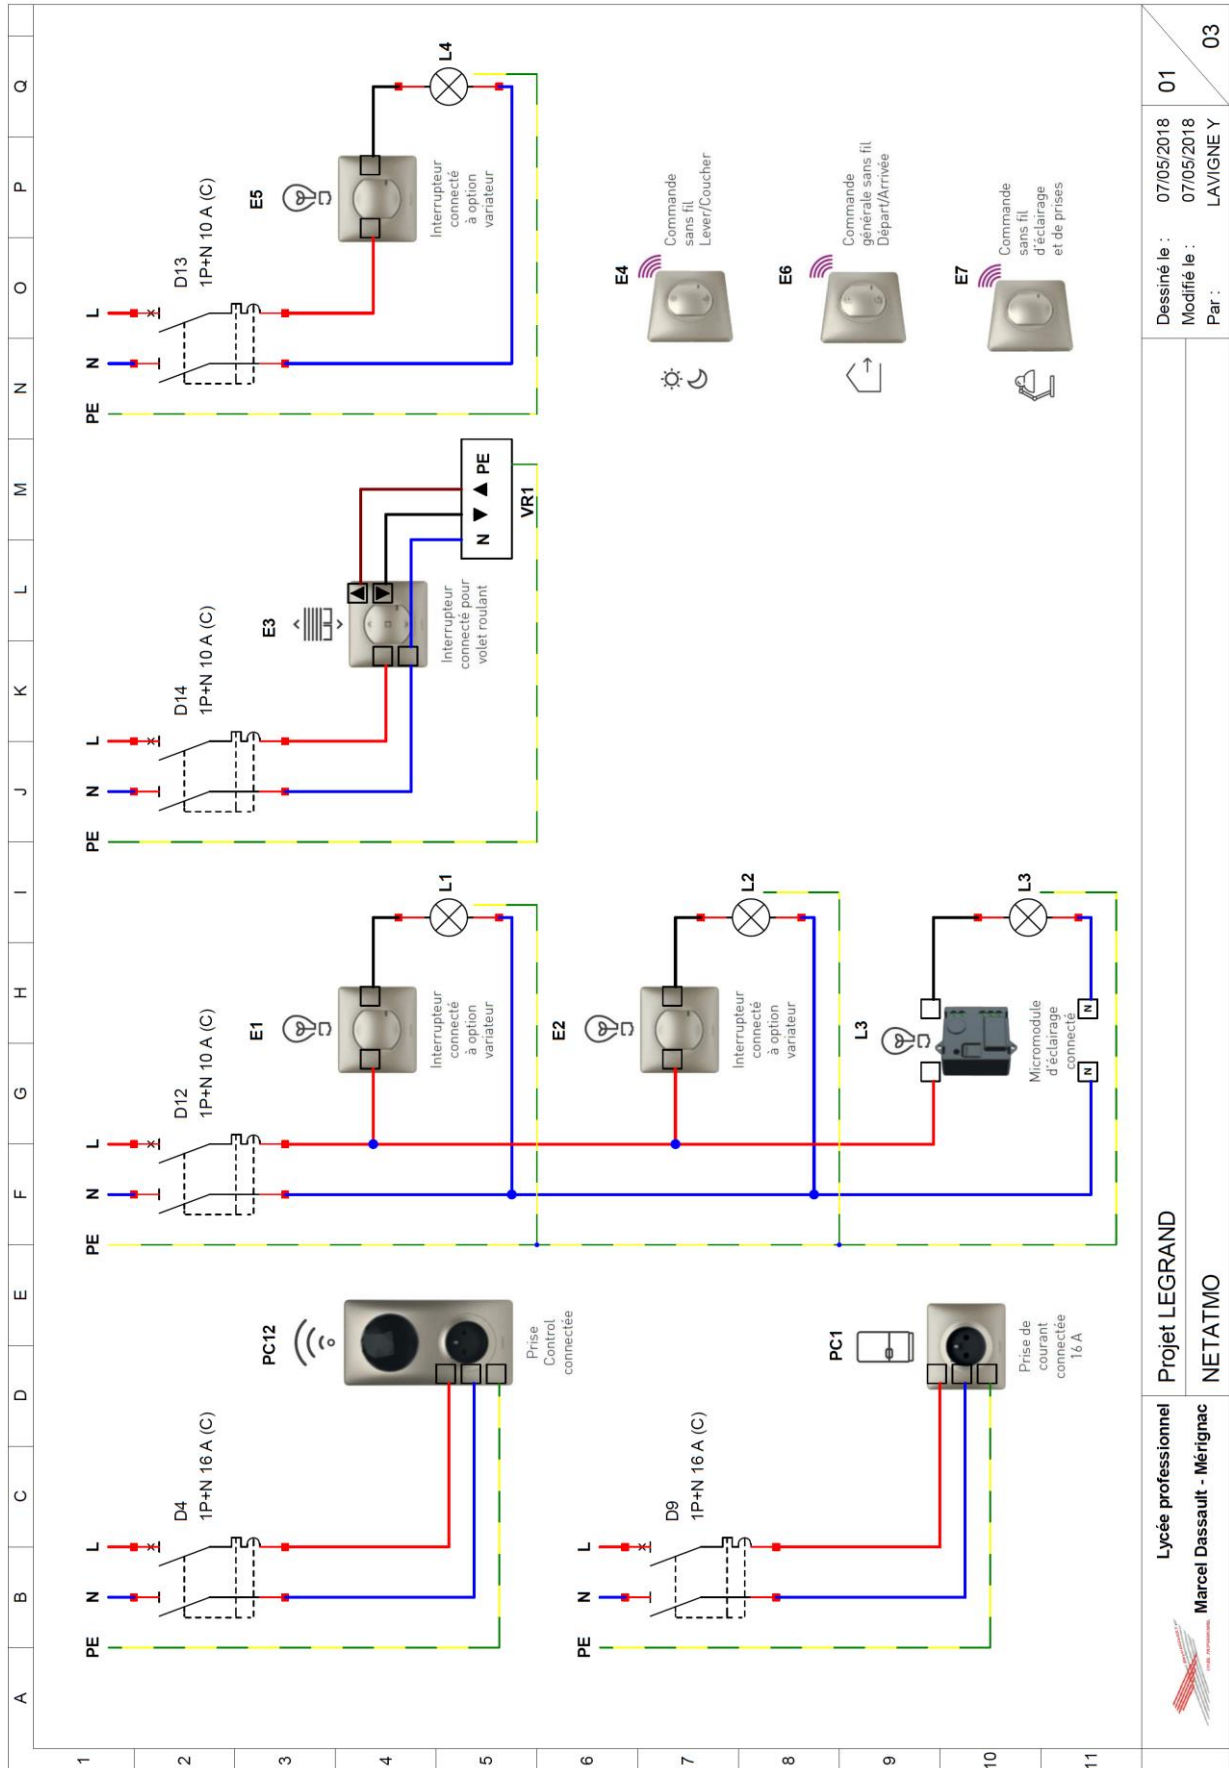 A B C D E F G H I J K L M N O P Q
1
2
3
4
5
6
7
8
9
10
11
PE N L
D4
1P+N 16 A (C)
PC12
Prise
Control
connectée
PE N L
D9
1P+N 16 A (C)
PC1
Prise de
courant
connectée
16 A
PE N L
D12
1P+N 10 A (C)
E1
Interrupteur
connecté
à option
variateur
L1
E2
Interrupteur
connecté
à option
variateur
L2
L3
Micromodule
d'éclairage
connecté
N N
L3
PE N L
D14
1P+N 10 A (C)
E3
Interrupteur
connecté pour
volet roulant
N ▼ ▲ PE
VR1
PE N L
D13
1P+N 10 A (C)
E5
Interrupteur
connecté
à option
variateur
L4
E4
Commande
sans fil
Lever/Coucher
E6
Commande
générale sans fil
Départ/Arrivée
E7
Commande
sans fil
d'éclairage
et de prises
Lycée professionnel
Marcel Dassault - Mérignac
Projet LEGRAND
NETATMO
Dessiné le : 07/05/2018
Modifié le : 07/05/2018
Par : LAVIGNE Y
01
03